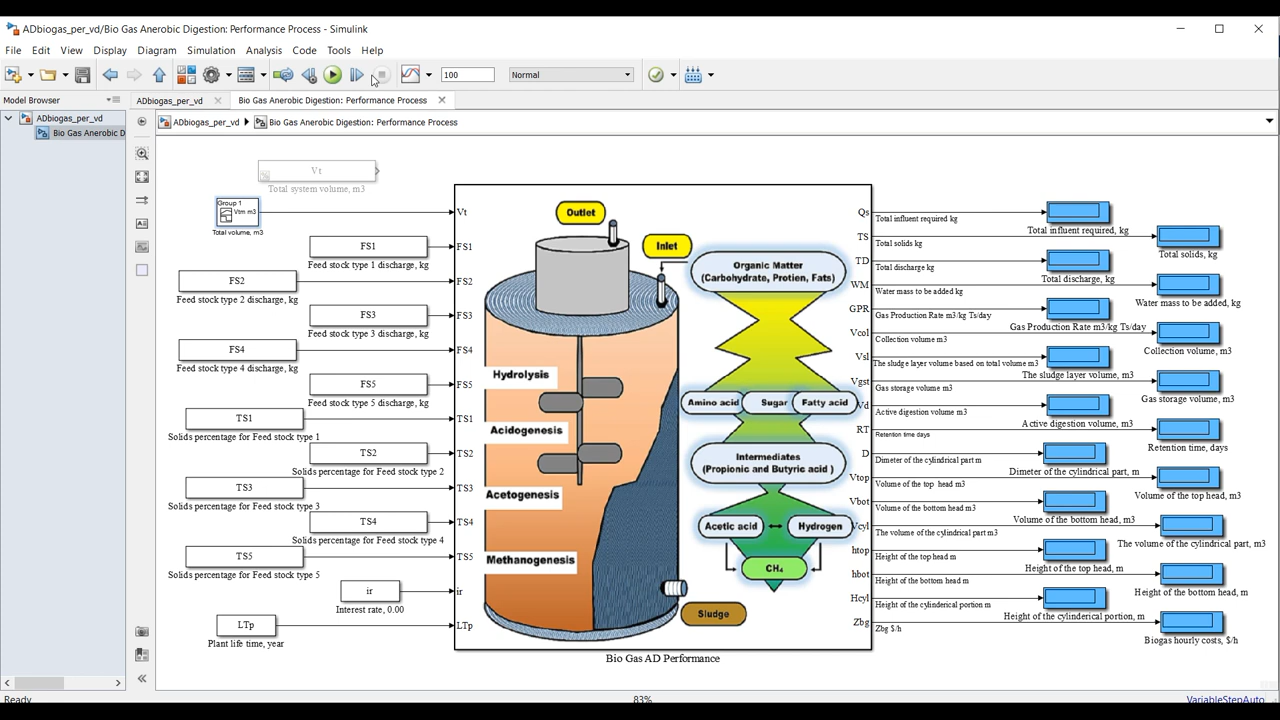 ADbiogas_per_vd/Bio Gas Anerobic Digestion: Performance Process - Simulink
File Edit View Display Diagram Simulation Analysis Code Tools Help
100 Normal
Model Browser
ADbiogas_per_vd
Bio Gas Anerobic D
ADbiogas_per_vd Bio Gas Anerobic Digestion: Performance Process
ADbiogas_per_vd Bio Gas Anerobic Digestion: Performance Process
Vt
Total system volume, m3
Group 1
Vtm m3
Total volume, m3
FS1
Feed stock type 1 discharge, kg
FS2
Feed stock type 2 discharge, kg
FS3
Feed stock type 3 discharge, kg
FS4
Feed stock type 4 discharge, kg
FS5
Feed stock type 5 discharge, kg
TS1
Solids percentage for Feed stock type 1
TS2
Solids percentage for Feed stock type 2
TS3
Solids percentage for Feed stock type 3
TS4
Solids percentage for Feed stock type 4
TS5
Solids percentage for Feed stock type 5
ir
Interest rate, 0.00
LTp
Plant life time, year
Vt
FS1
FS2
FS3
FS4
FS5
TS1
TS2
TS3
TS4
TS5
ir
LTp
Outlet
Inlet
Hydrolysis
Acidogenesis
Acetogenesis
Methanogenesis
Sludge
Organic Matter
(Carbohydrate, Protien, Fats)
Amino acid Sugar Fatty acid
Intermediates
(Propionic and Butyric acid )
Acetic acid Hydrogen
CH₄
Bio Gas AD Performance
Qs
TS
TD
WM
GPR
Vcol
Vsl
Vgst
Vd
RT
D
Vtop
Vbot
Vcyl
htop
hbot
Hcyl
Zbg
Total influent required kg
Total solids kg
Total discharge kg
Water mass to be added kg
Gas Production Rate m3/kg Ts/day
Collection volume m3
The sludge layer volume based on total volume m3
Gas storage volume m3
Active digestion volume m3
Retention time days
Dimeter of the cylindrical part m
Volume of the top head m3
Volume of the bottom head m3
The volume of the cylindrical part m3
Height of the top head m
Height of the bottom head m
Height of the cylindrical portion m
Zbg $/h
Total influent required, kg
Total solids, kg
Total discharge, kg
Water mass to be added, kg
Gas Production Rate m3/kg Ts/day
Collection volume, m3
The sludge layer volume, m3
Gas storage volume, m3
Active digestion volume, m3
Retention time, days
Dimeter of the cylindrical part, m
Volume of the top head, m3
Volume of the bottom head, m3
The volume of the cylindrical part, m3
Height of the top head, m
Height of the bottom head, m
Height of the cylindrical portion, m
Biogas hourly costs, $/h
Ready 83% VariableStepAuto